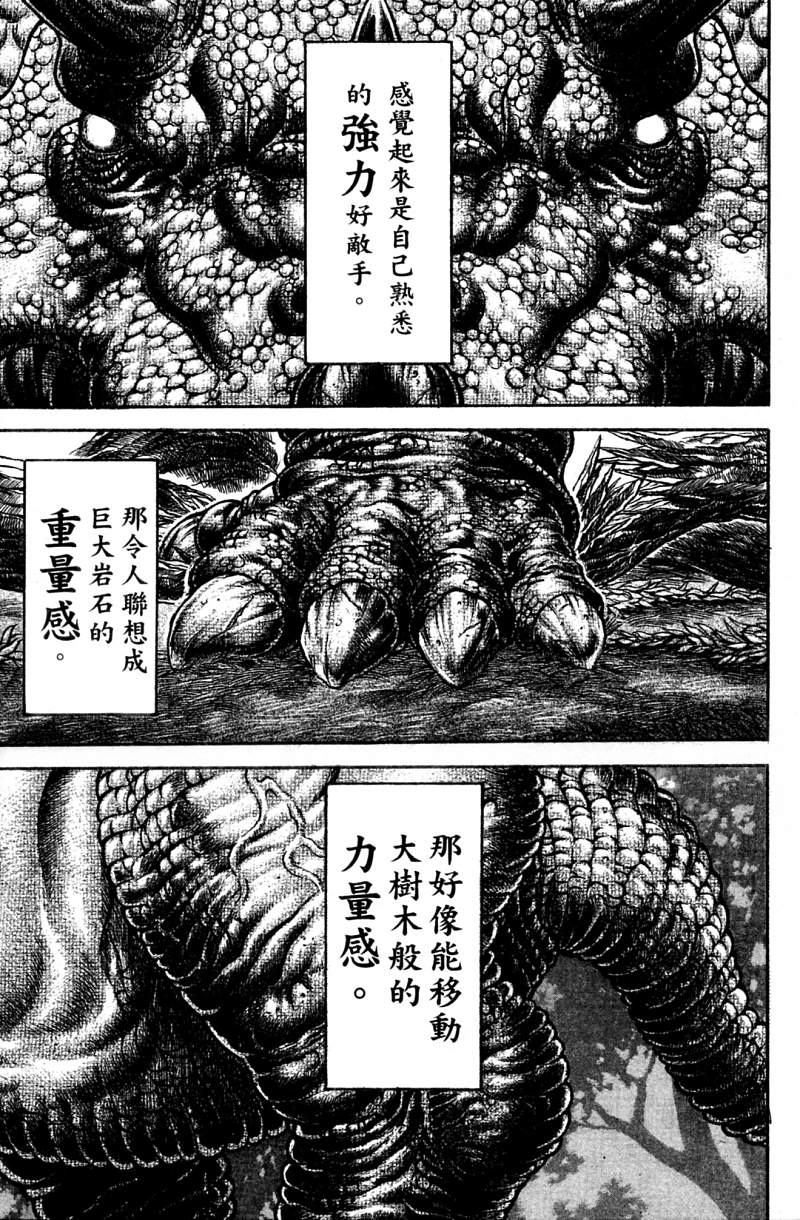 感覺起來是自己熟悉
的強力好敵手。
那令人聯想成
巨大岩石的
重量感。
那好像能移動
大樹木般的
力量感。